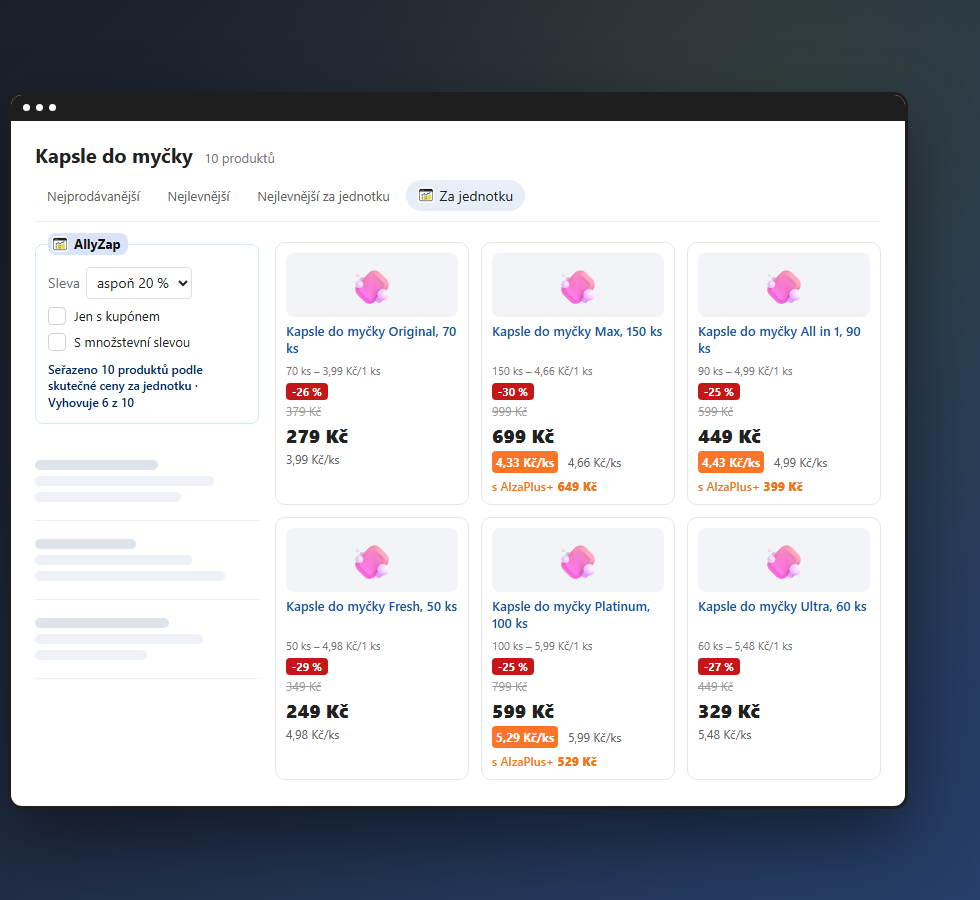 Kapsle do myčky 10 produktů
Nejprodávanější Nejlevnější Nejlevnější za jednotku Za jednotku
AllyZap
Sleva aspoň 20 %
Jen s kupónem
S množstevní slevou
Seřazeno 10 produktů podle
skutečné ceny za jednotku ·
Vyhovuje 6 z 10
Kapsle do myčky Original, 70
ks
70 ks – 3,99 Kč/1 ks
-26 %
379 Kč
279 Kč
3,99 Kč/ks
Kapsle do myčky Max, 150 ks
150 ks – 4,66 Kč/1 ks
-30 %
999 Kč
699 Kč
4,33 Kč/ks 4,66 Kč/ks
s AlzaPlus+ 649 Kč
Kapsle do myčky All in 1, 90
ks
90 ks – 4,99 Kč/1 ks
-25 %
599 Kč
449 Kč
4,43 Kč/ks 4,99 Kč/ks
s AlzaPlus+ 399 Kč
Kapsle do myčky Fresh, 50 ks
50 ks – 4,98 Kč/1 ks
-29 %
349 Kč
249 Kč
4,98 Kč/ks
Kapsle do myčky Platinum,
100 ks
100 ks – 5,99 Kč/1 ks
-25 %
799 Kč
599 Kč
5,29 Kč/ks 5,99 Kč/ks
s AlzaPlus+ 529 Kč
Kapsle do myčky Ultra, 60 ks
60 ks – 5,48 Kč/1 ks
-27 %
449 Kč
329 Kč
5,48 Kč/ks